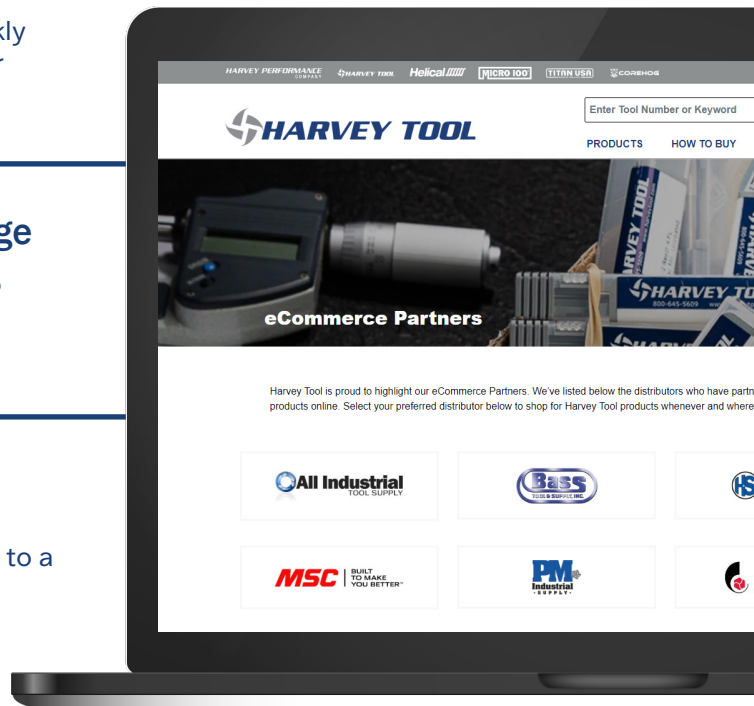 kly
r
ge
to a
HARVEY PERFORMANCE COMPANY HARVEY TOOL Helical MICRO 100 TITAN USA COREHOG
HARVEY TOOL
Enter Tool Number or Keyword
PRODUCTS HOW TO BUY
HARVEY TOOL
800-645-5609
eCommerce Partners
Harvey Tool is proud to highlight our eCommerce Partners. We've listed below the distributors who have partn
products online. Select your preferred distributor below to shop for Harvey Tool products whenever and where
All Industrial
TOOL SUPPLY
Bass
TOOL & SUPPLY, INC.
HS
MSC BUILT
TO MAKE
YOU BETTER™
PM
Industrial
·SUPPLY·